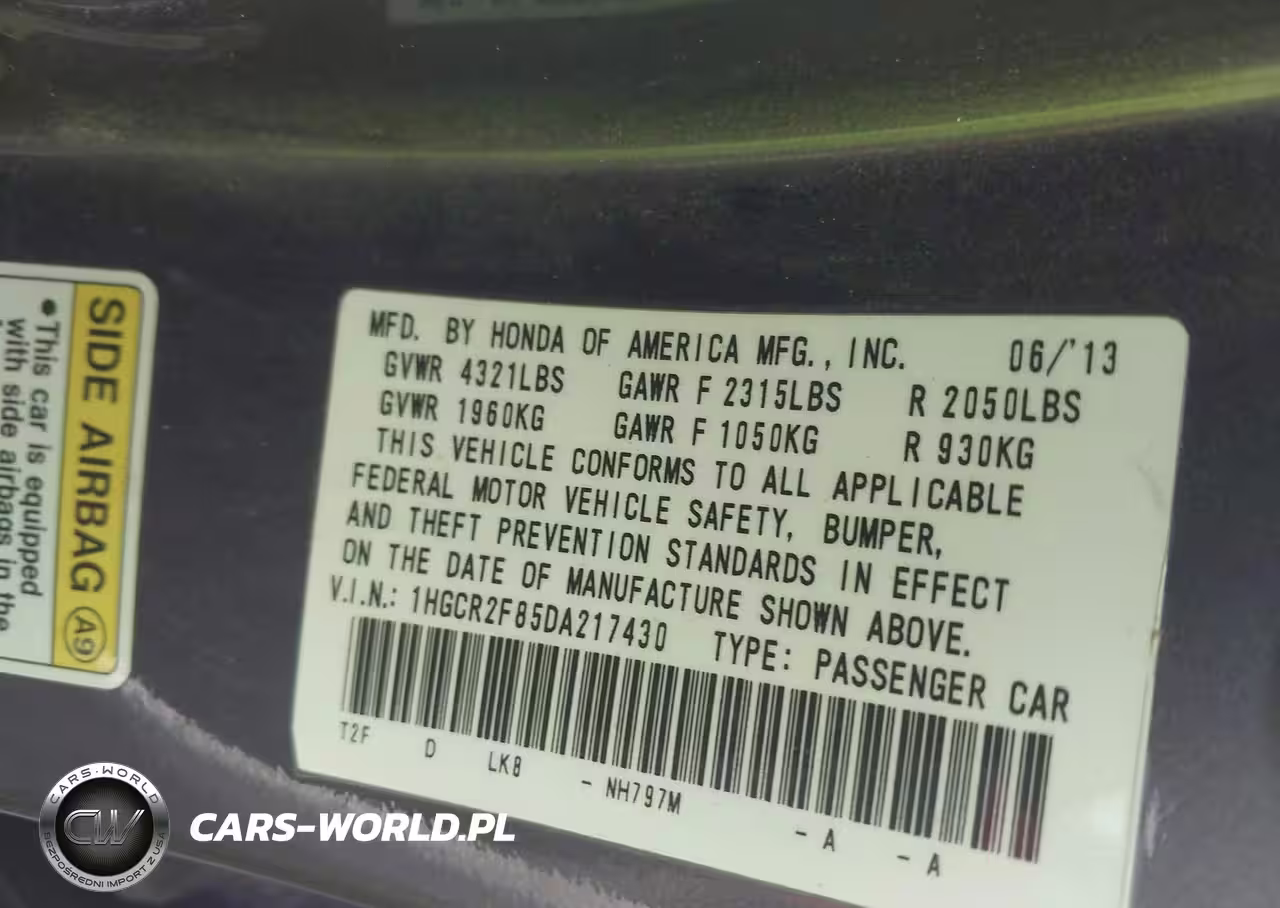 SIDE AIRBAG A9
●This car is equipped
with side airbags in the
MFD. BY HONDA OF AMERICA MFG., INC. 06/'13
GVWR 4321LBS GAWR F 2315LBS R 2050LBS
GVWR 1960KG GAWR F 1050KG R 930KG
THIS VEHICLE CONFORMS TO ALL APPLICABLE
FEDERAL MOTOR VEHICLE SAFETY, BUMPER,
AND THEFT PREVENTION STANDARDS IN EFFECT
ON THE DATE OF MANUFACTURE SHOWN ABOVE.
V.I.N.: 1HGCR2F85DA217430 TYPE: PASSENGER CAR
T2F D LK8 - NH797M - A - A
CARS-WORLD
CW
BEZPOŚREDNI IMPORT Z USA
CARS-WORLD.PL